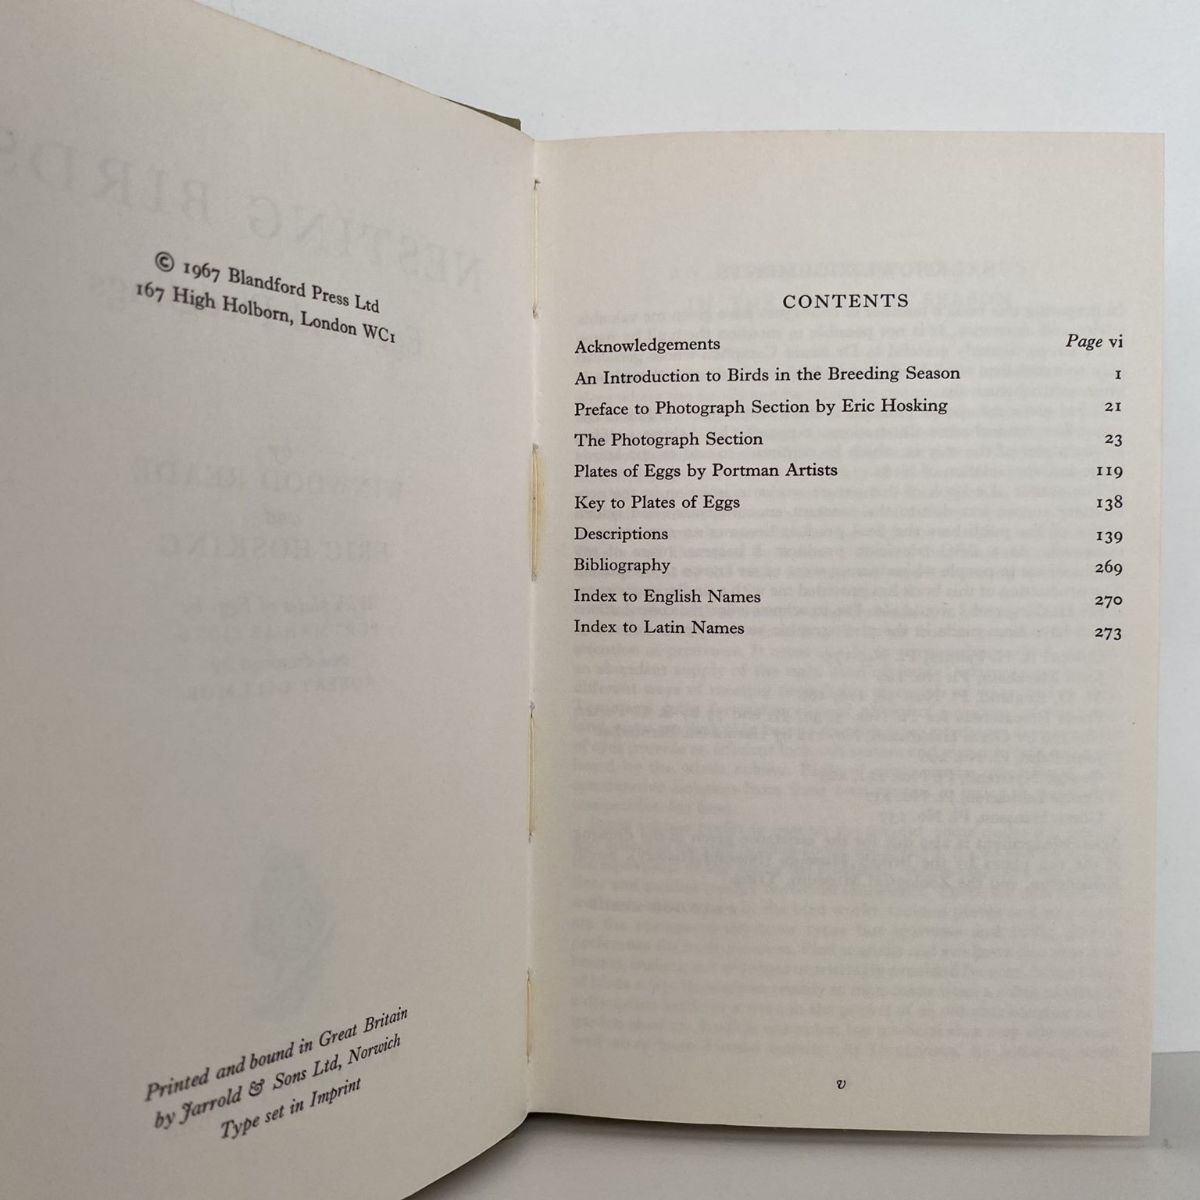 © 1967 Blandford Press Ltd
167 High Holborn, London WC1
Printed and bound in Great Britain
by Jarrold & Sons Ltd, Norwich
Type set in Imprint
CONTENTS
Acknowledgements Page vi
An Introduction to Birds in the Breeding Season 1
Preface to Photograph Section by Eric Hosking 21
The Photograph Section 23
Plates of Eggs by Portman Artists 119
Key to Plates of Eggs 138
Descriptions 139
Bibliography 269
Index to English Names 270
Index to Latin Names 273
v